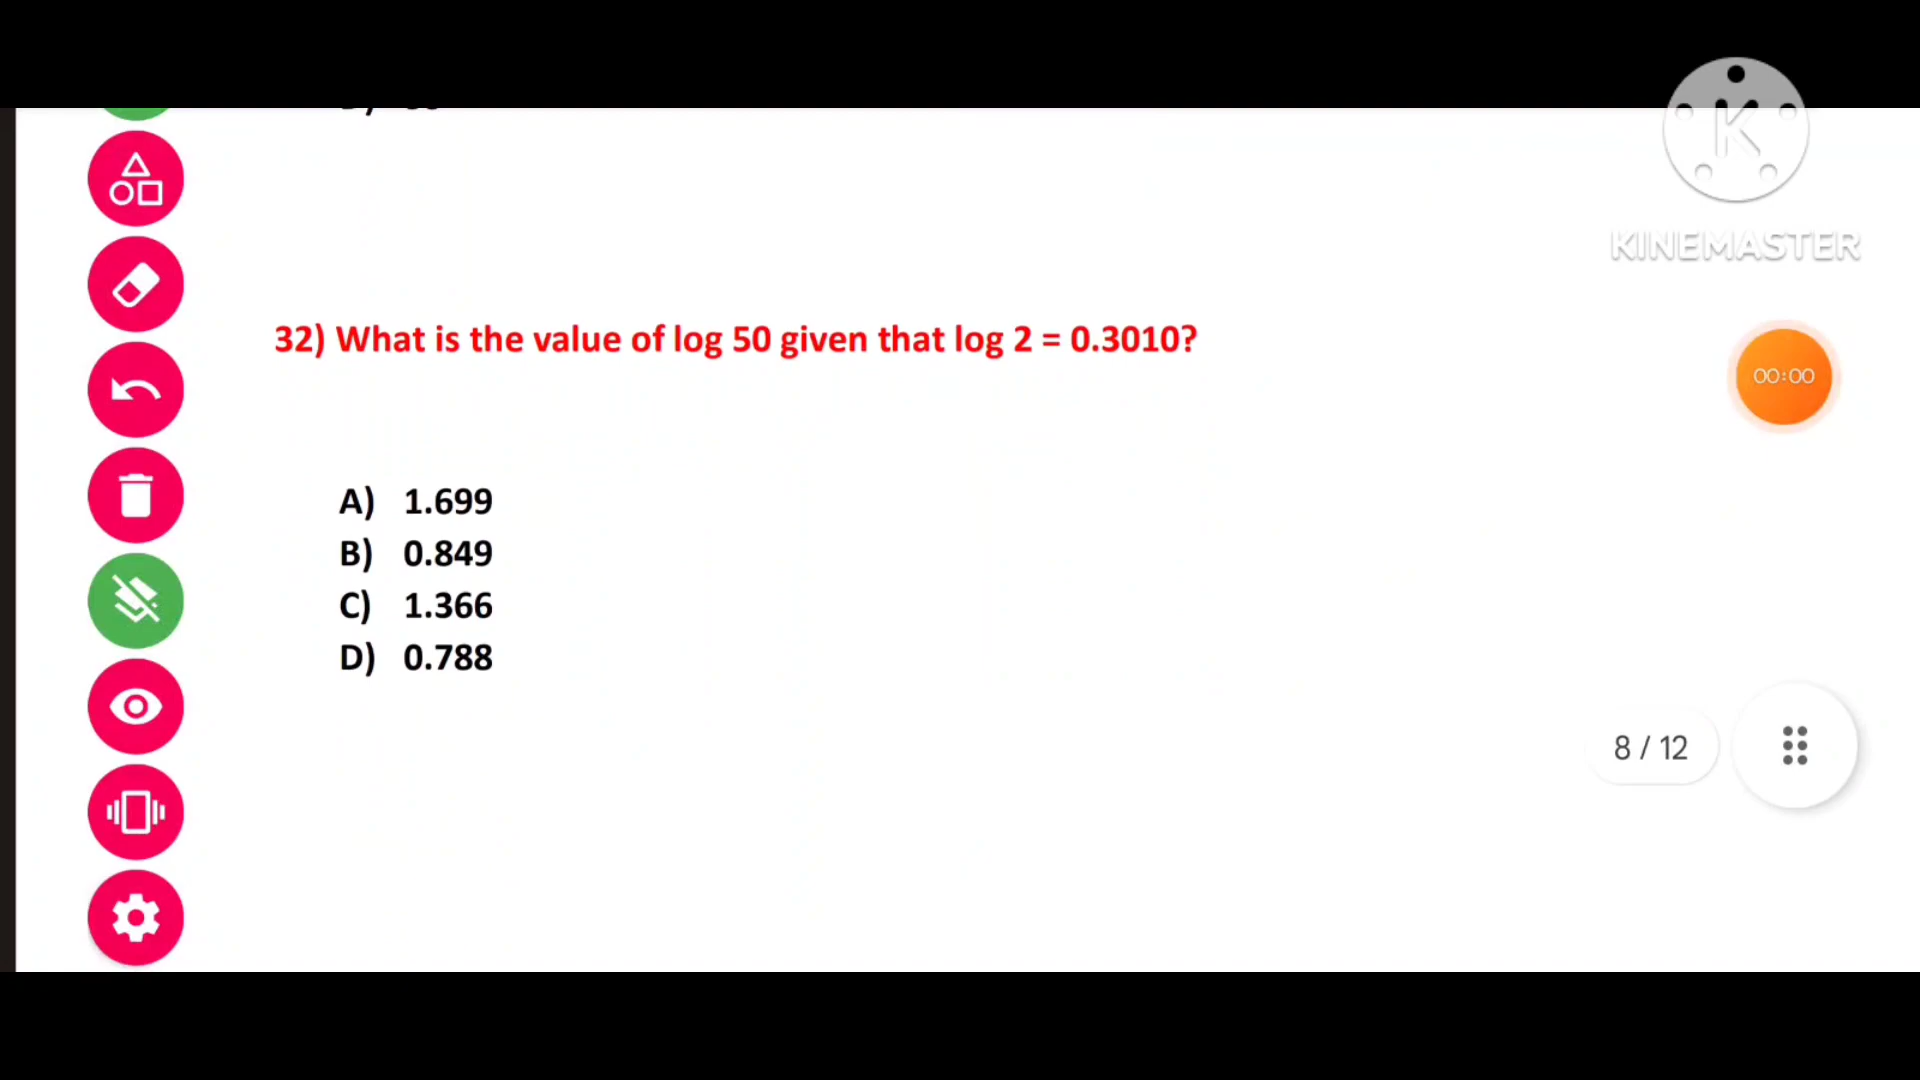 KINEMASTER
32) What is the value of log 50 given that log 2 = 0.3010?
00:00
A) 1.699
B) 0.849
C) 1.366
D) 0.788
8 / 12